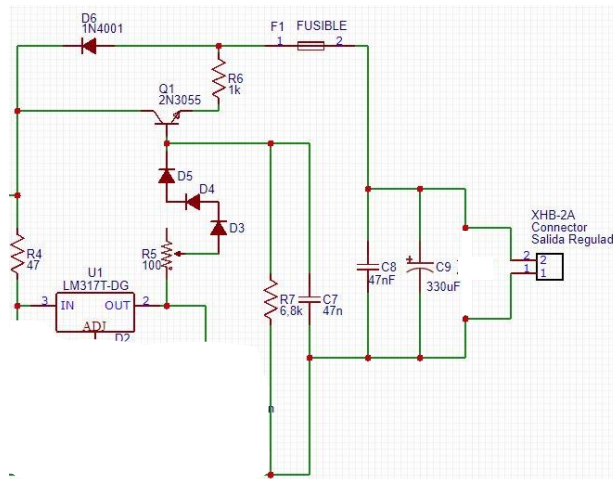 D6
1N4001
F1
FUSIBLE
1
2
R6
1k
Q1
2N3055
D5
D4
D3
R5
100
R4
47
U1
LM317T-DG
3
IN
OUT
2
ADJ
D2
R7
6,8k
C7
47n
C8
47nF
C9
330uF
XHB-2A
Connector
Salida Regulad
2
1
2
1
n